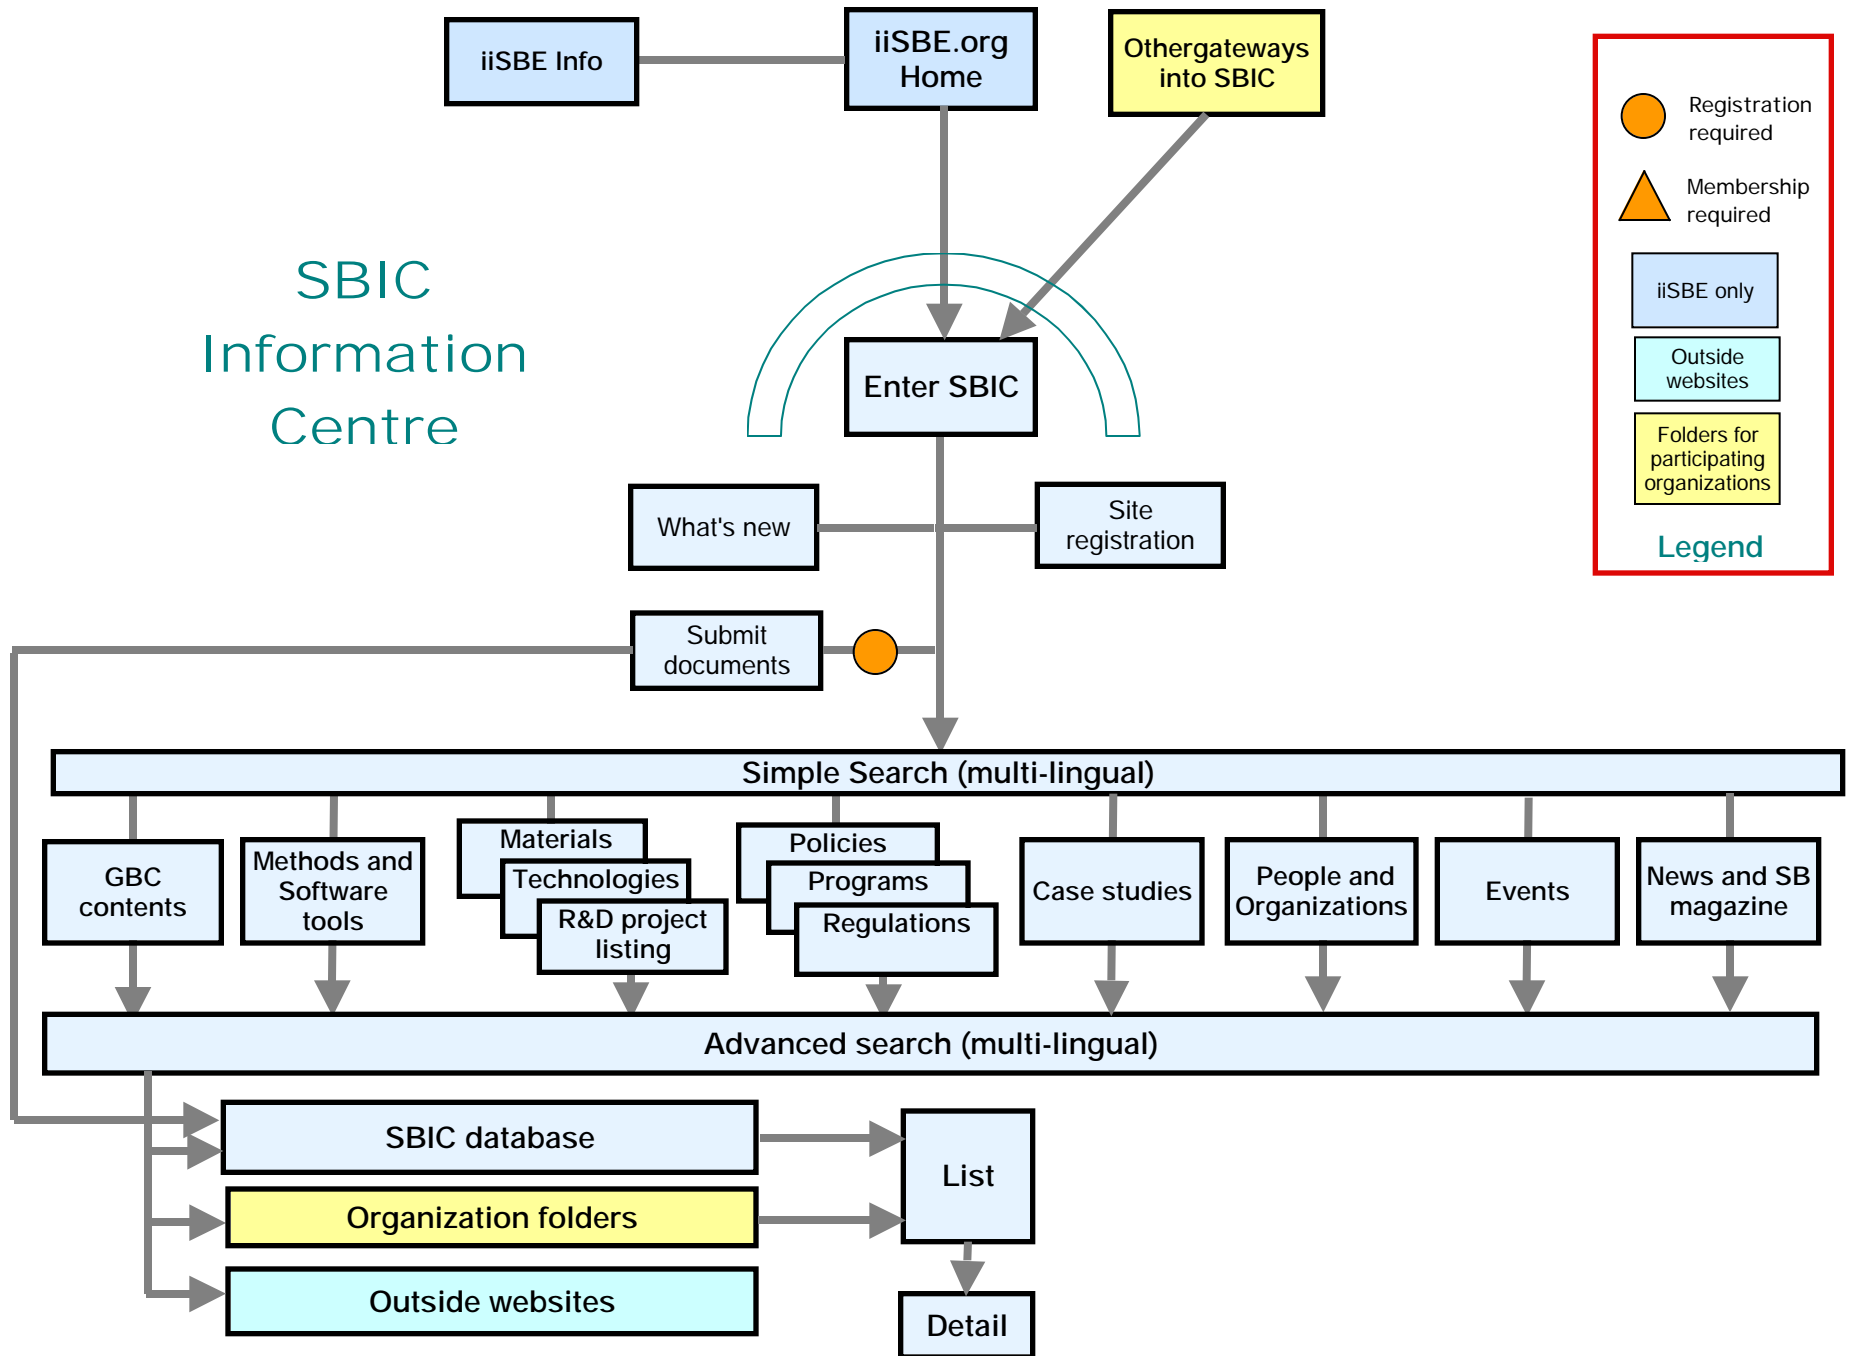 iiSBE Info
iiSBE.org
Home
Othergateways
into SBIC
Registration
required
Membership
required
iiSBE only
Outside
websites
Folders for
participating
organizations
Legend
SBIC
Information
Centre
Enter SBIC
What's new
Site
registration
Submit
documents
Simple Search (multi-lingual)
GBC
contents
Methods and
Software
tools
Materials
Technologies
R&D project
listing
Policies
Programs
Regulations
Case studies
People and
Organizations
Events
News and SB
magazine
Advanced search (multi-lingual)
SBIC database
Organization folders
Outside websites
List
Detail